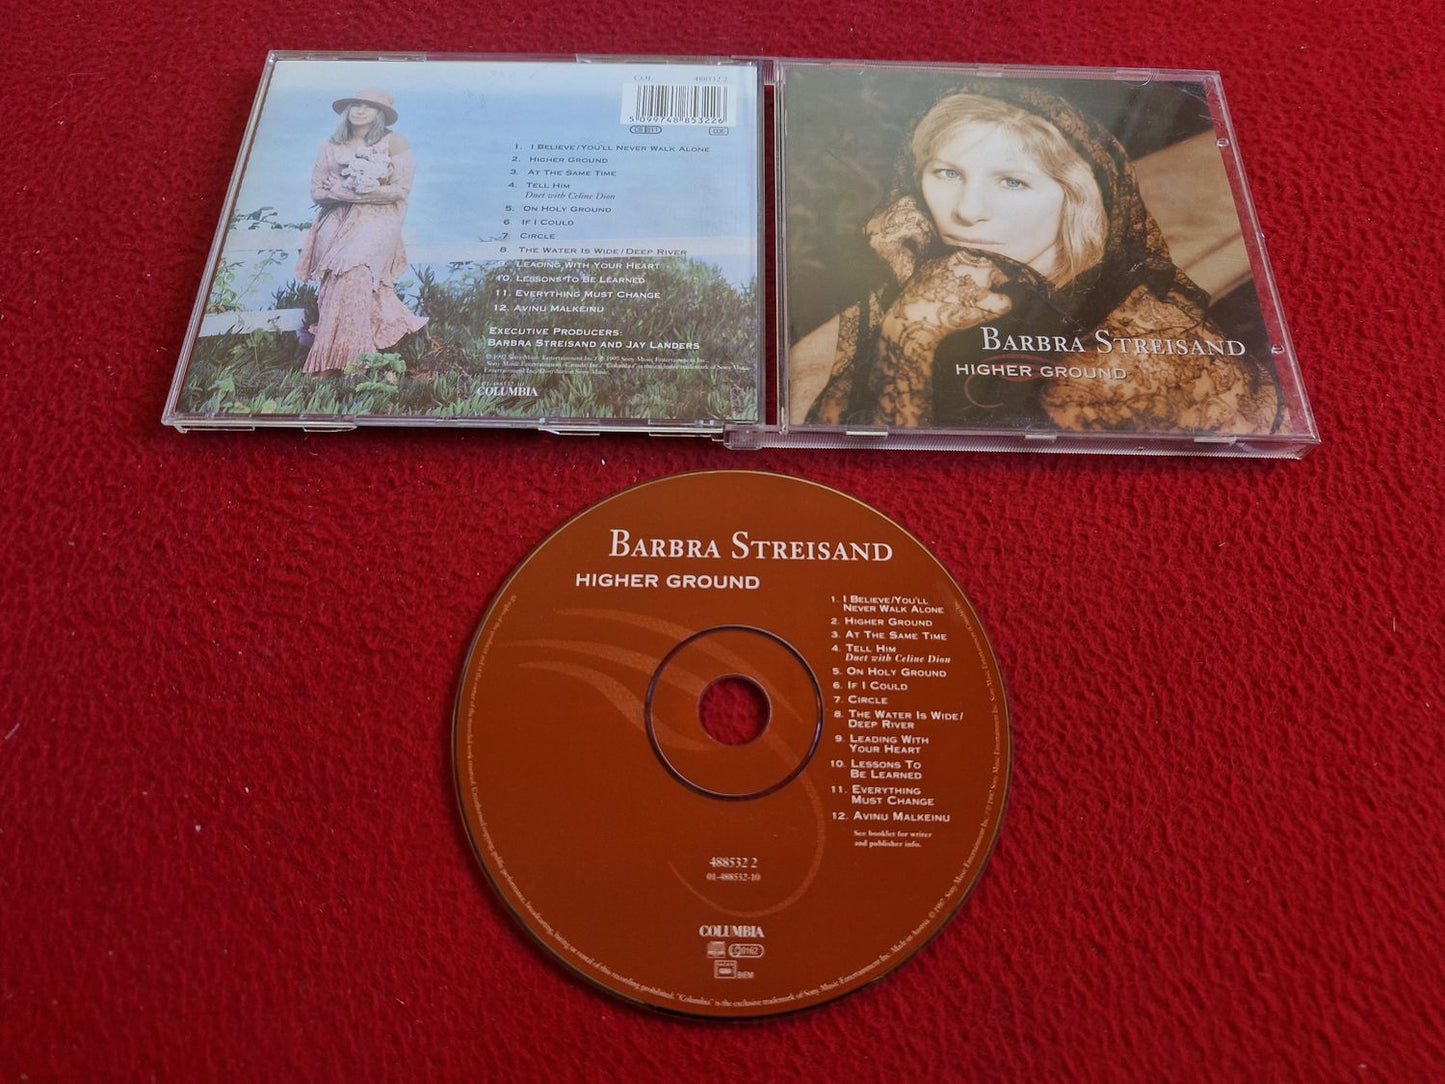 COL 488532 2
5 099748 853226
1. I BELIEVE/YOU'LL NEVER WALK ALONE
2. HIGHER GROUND
3. AT THE SAME TIME
4. TELL HIM
Duet with Celine Dion
5. ON HOLY GROUND
6. IF I COULD
7. CIRCLE
8. THE WATER IS WIDE/DEEP RIVER
9. LEADING WITH YOUR HEART
10. LESSONS TO BE LEARNED
11. EVERYTHING MUST CHANGE
12. AVINU MALKEINU
EXECUTIVE PRODUCERS:
BARBRA STREISAND AND JAY LANDERS
01-488532-10
COLUMBIA
BARBRA STREISAND
HIGHER GROUND
BARBRA STREISAND
HIGHER GROUND
1. I BELIEVE/YOU'LL
NEVER WALK ALONE
2. HIGHER GROUND
3. AT THE SAME TIME
4. TELL HIM
Duet with Celine Dion
5. ON HOLY GROUND
6. IF I COULD
7. CIRCLE
8. THE WATER IS WIDE/
DEEP RIVER
9. LEADING WITH
YOUR HEART
10. LESSONS TO
BE LEARNED
11. EVERYTHING
MUST CHANGE
12. AVINU MALKEINU
See booklet for writer
and publisher info.
488532 2
01-488532-10
COLUMBIA
LC 0162
BIEM